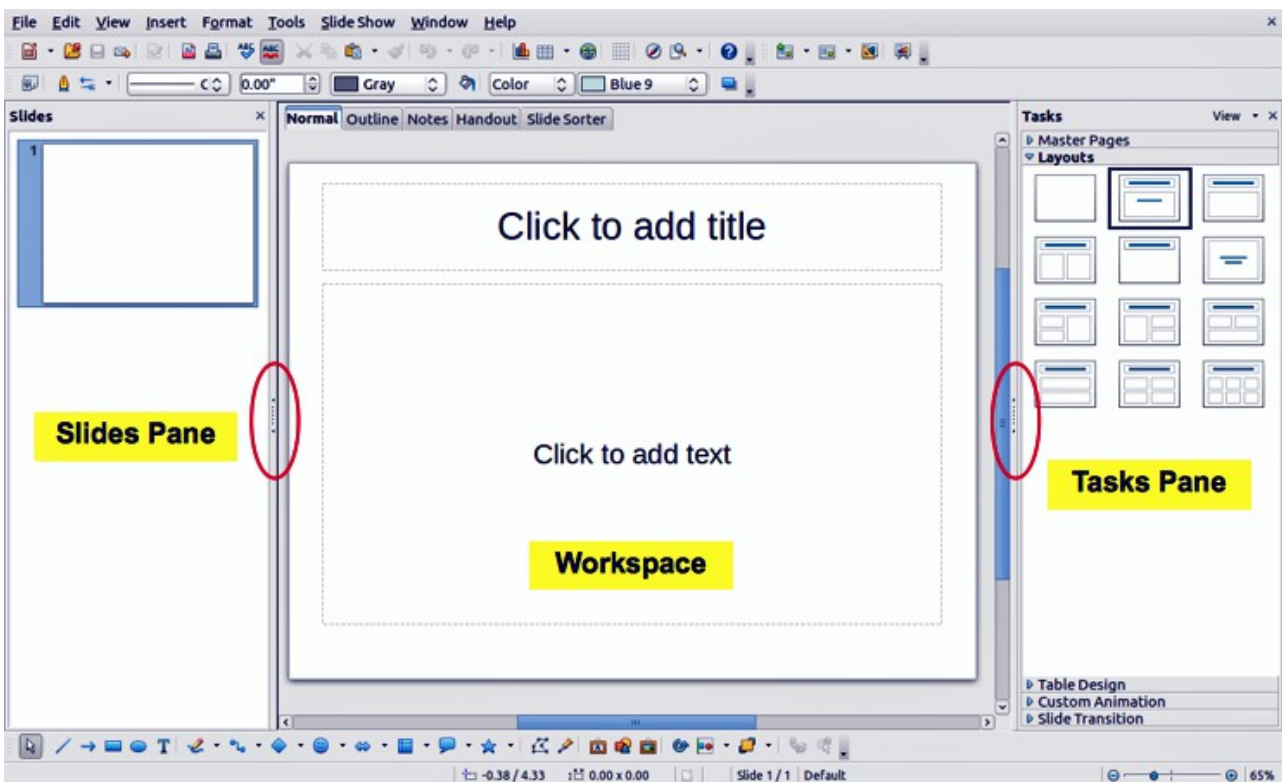 File Edit View Insert Format Tools Slide Show Window Help
0.00" Gray Color Blue 9
Slides
Normal Outline Notes Handout Slide Sorter
Tasks View
1
Master Pages
Layouts
Click to add title
Slides Pane
Click to add text
Tasks Pane
Workspace
Table Design
Custom Animation
Slide Transition
-0.38 / 4.33 0.00 x 0.00 Slide 1 / 1 Default 65%